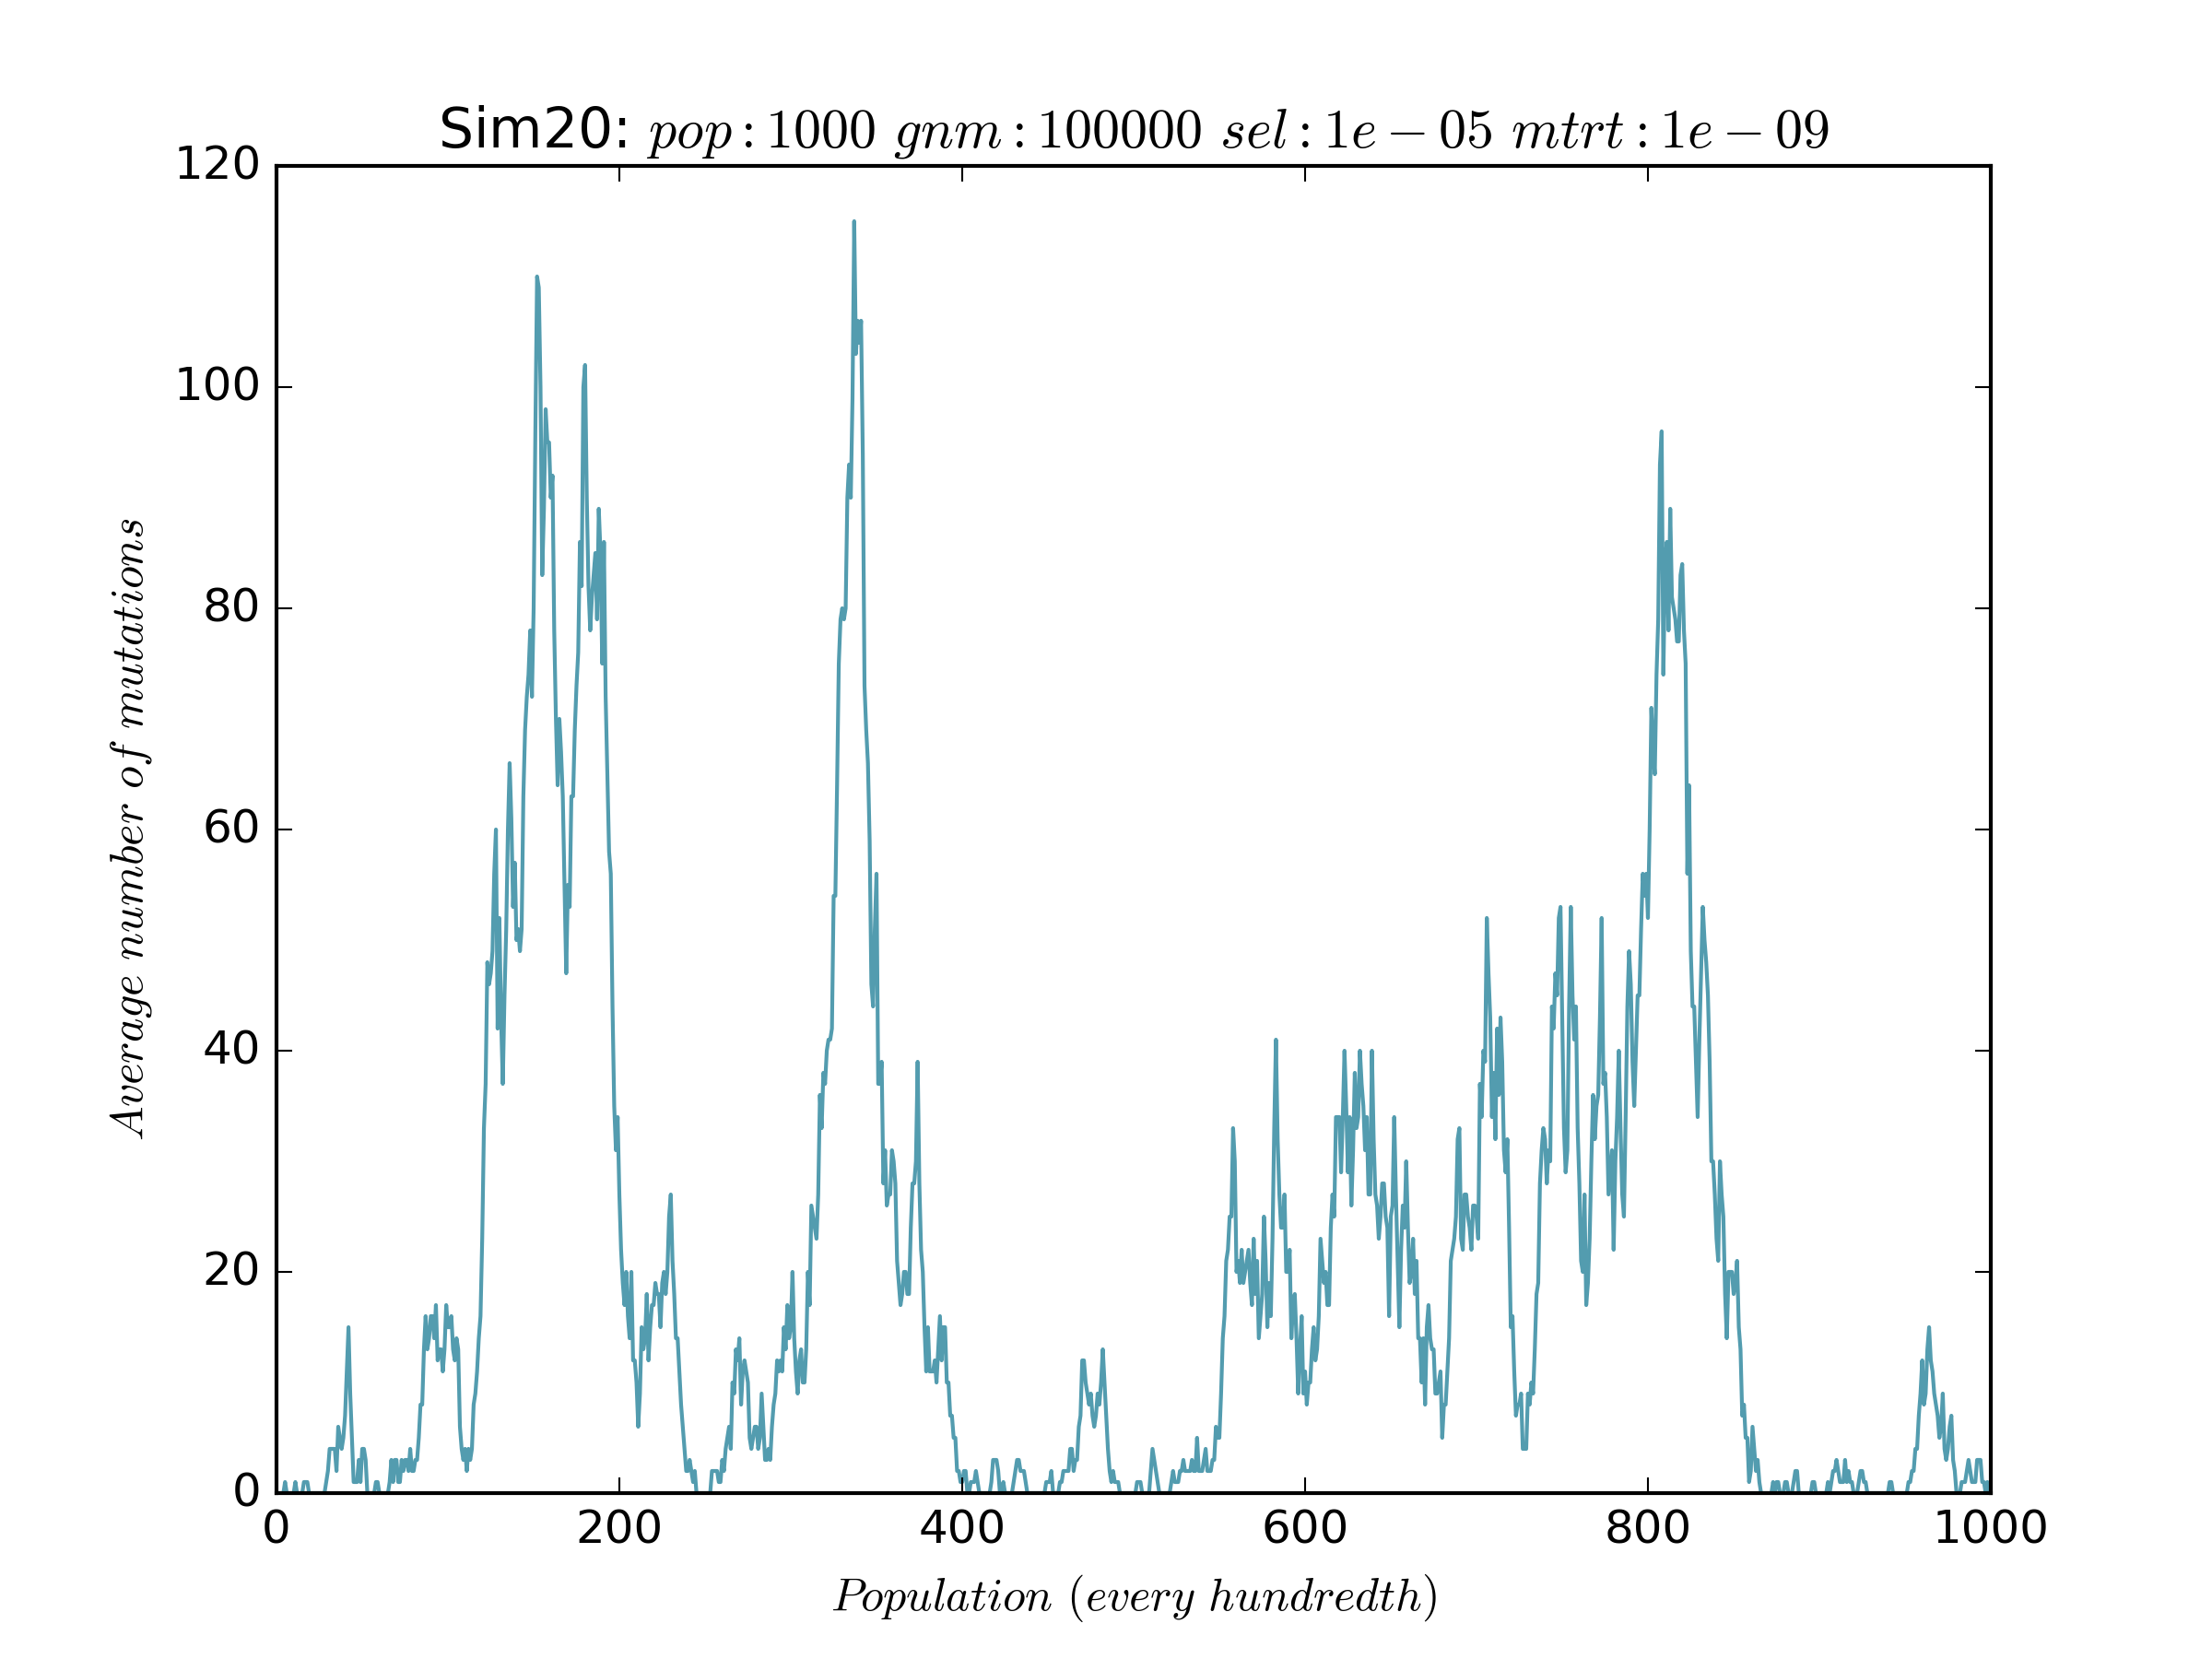 Sim20: pop : 1000 gnm : 100000 sel : 1e − 05 mtrt : 1e − 09
120
100
80
60
40
20
0
Average number of mutations
0 200 400 600 800 1000
Population (every hundredth)